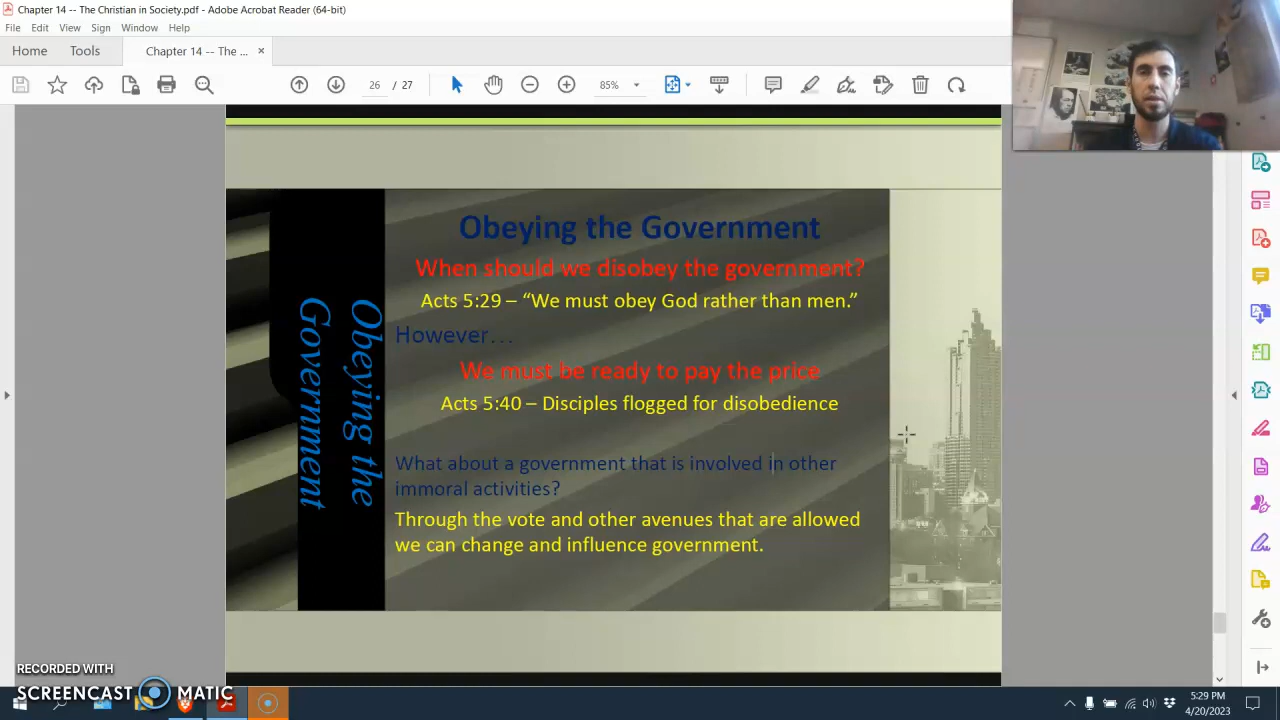 Chapter 14 -- The Christian in Society.pdf - Adobe Acrobat Reader (64-bit)
File Edit View Sign Window Help
Home Tools Chapter 14 -- The ... ×
26 / 27 85%
Obeying the Government
When should we disobey the government?
Acts 5:29 – “We must obey God rather than men.”
However…
We must be ready to pay the price
Acts 5:40 – Disciples flogged for disobedience
What about a government that is involved in other
immoral activities?
Through the vote and other avenues that are allowed
we can change and influence government.
Obeying the
Government
RECORDED WITH
SCREENCAST MATIC
5:29 PM
4/20/2023